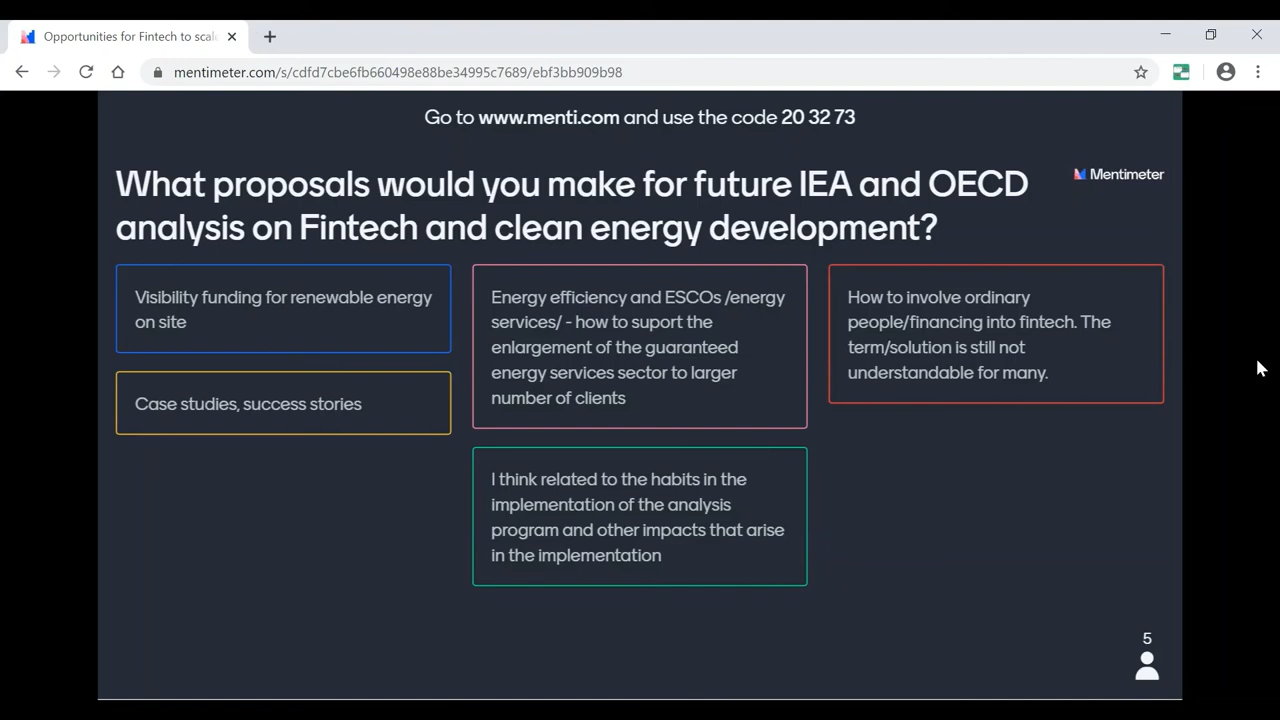 Opportunities for Fintech to scal
mentimeter.com/s/cdfd7cbe6fb660498e88be34995c7689/ebf3bb909b98
Go to www.menti.com and use the code 20 32 73
What proposals would you make for future IEA and OECD
analysis on Fintech and clean energy development?
Mentimeter
Visibility funding for renewable energy
on site
Case studies, success stories
Energy efficiency and ESCOs /energy
services/ - how to suport the
enlargement of the guaranteed
energy services sector to larger
number of clients
I think related to the habits in the
implementation of the analysis
program and other impacts that arise
in the implementation
How to involve ordinary
people/financing into fintech. The
term/solution is still not
understandable for many.
5